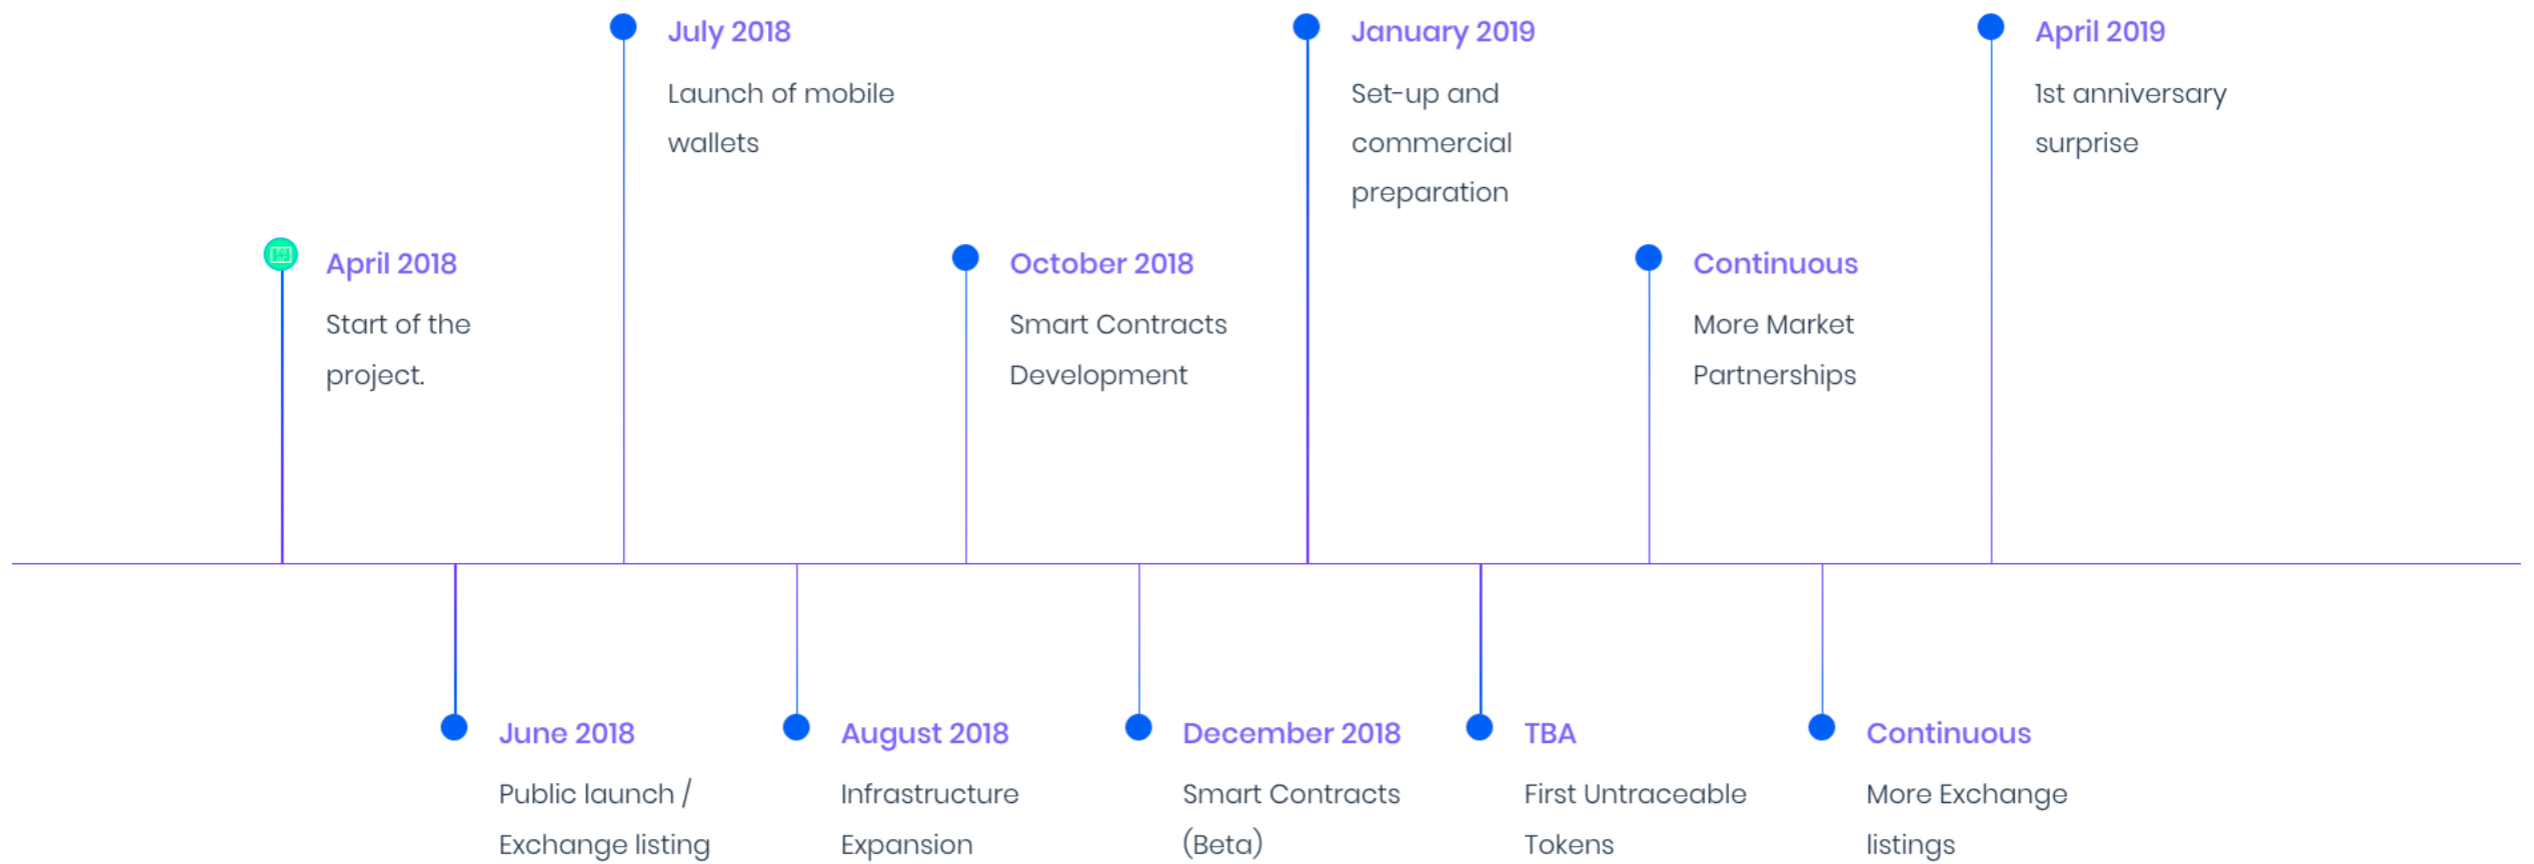 April 2018
Start of the
project.
June 2018
Public launch /
Exchange listing
July 2018
Launch of mobile
wallets
August 2018
Infrastructure
Expansion
October 2018
Smart Contracts
Development
December 2018
Smart Contracts
(Beta)
January 2019
Set-up and
commercial
preparation
TBA
First Untraceable
Tokens
Continuous
More Market
Partnerships
Continuous
More Exchange
listings
April 2019
1st anniversary
surprise